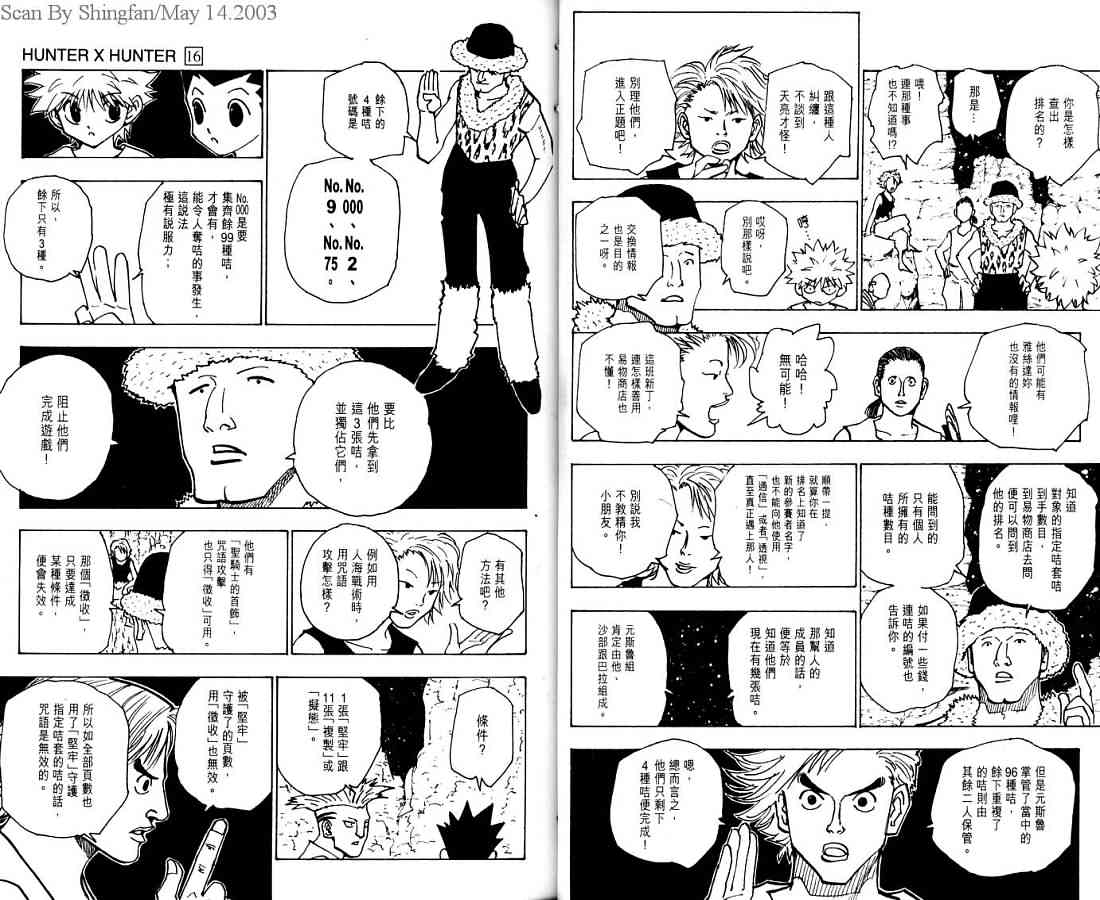 Scan By Shingfan/May 14.2003
HUNTER X HUNTER 16
你是怎樣
查出
排名的？
那是…
喂！
連那種事
也不知道嗎!?
跟這種人
糾纏，
不談到
天亮才怪！
別理他們，
進入正題吧！
哼
哎呀，
別那樣說吧。
交換情報
也是目的
之一呀。
他們可能有
雅絲達妳
也沒有的情報哩！
哈哈！
無可能！
這班新丁，
連怎樣善用
易物商店也
不懂！
知道
對象的指定咭套咭
到手數目，
到易物商店去問
便可以問到
他的排名。
能問到的
只有個人
所擁有的
咭種數目。
如果付一些錢，
連咭的編號也
告訴你。
順帶一提，
就算你在
排名上知道了
新的參賽者名字，
也不能向他使用
「通信」或者「透視」，
直至真正遇上那人！
別說我
不教精你！
小朋友。
知道
那幫人的
成員的話，
便等於
知道他們
現在有幾張咭。
元斯魯組
肯定由他、
沙部跟巴拉組成。
但是元斯魯
掌管了當中的
96種咭，
餘下重複了
的咭則由
其餘二人保管。
嗯，
總而言之，
他們只剩下
4種咭便完成！
餘下的
4種咭
號碼是
No.000、No.2、
No.9、No.75。
No.000是要
集齊餘99種咭，
才會有，
能令人奪咭的事發生，
這說法
極有說服力…
所以，
餘下只有3種。
要比
他們先拿到
這3張咭，
並獨佔它們，
阻止他們
完成遊戲！
有其他
方法吧？
例如用
人海戰術時，
用咒語
攻擊怎樣？
他們有
「聖騎士的首飾」，
咒語攻擊
也只得「徵收」可用。
那個「徵收」
只要達成
某種條件，
便會失效。
條件？
1張「堅牢」跟
11張「複製」或
「擬態」。
被「堅牢」
守護了的頁數，
用「徵收」也無效。
所以如全部頁數也
用了「堅牢」守護
指定咭套的咭的話，
咒語是無效的。